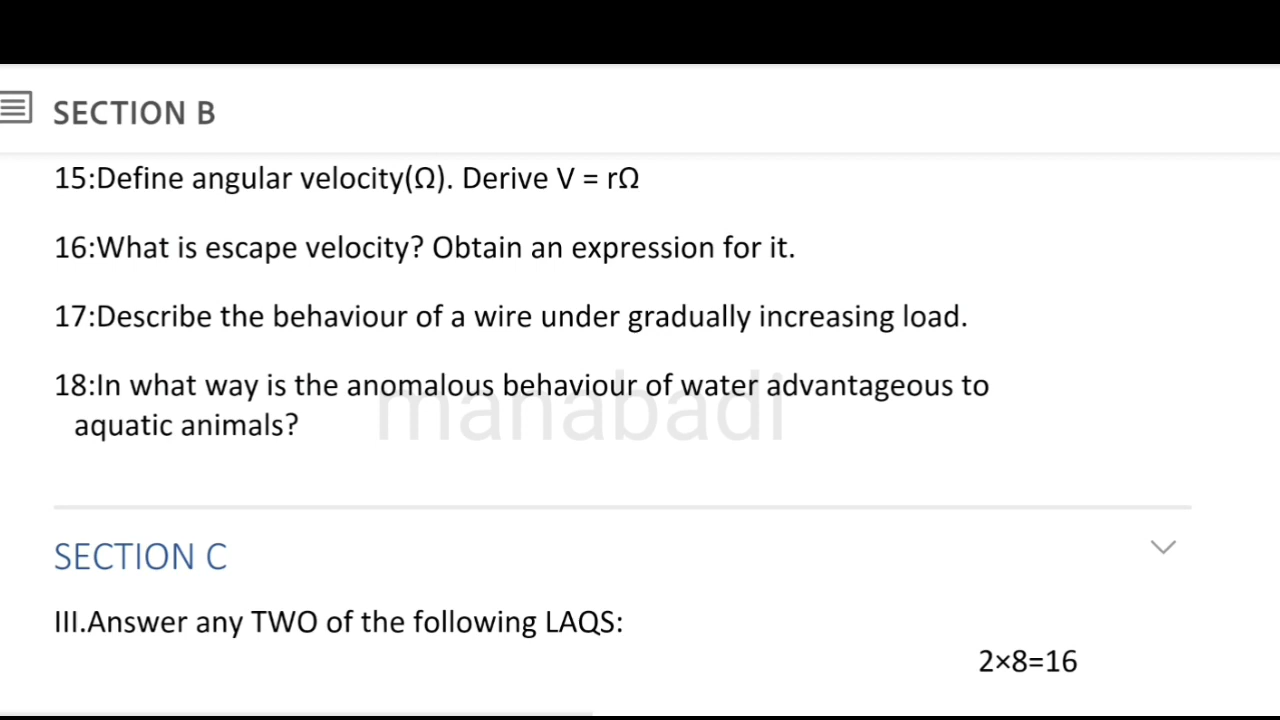 SECTION B
15:Define angular velocity(Ω). Derive V = rΩ
16:What is escape velocity? Obtain an expression for it.
17:Describe the behaviour of a wire under gradually increasing load.
18:In what way is the anomalous behaviour of water advantageous to
aquatic animals?
manabadi
SECTION C
III.Answer any TWO of the following LAQS:
2×8=16